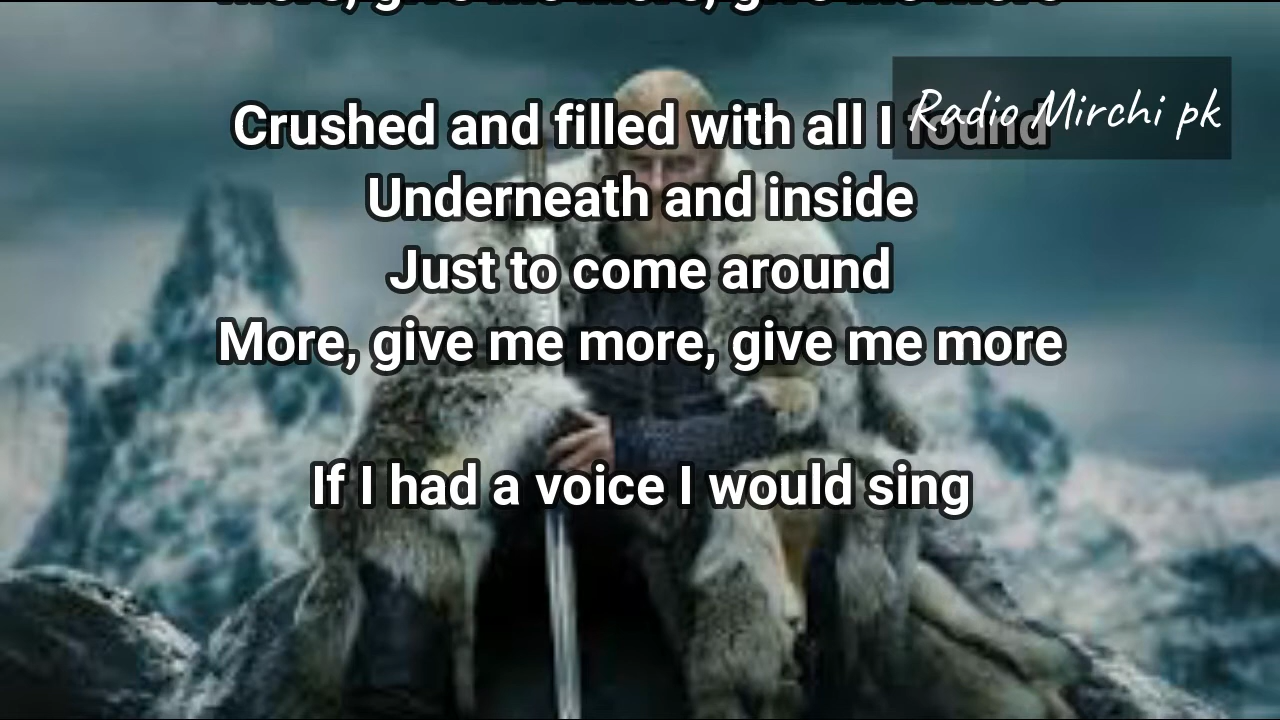 more, give me more, give me more
Crushed and filled with all I found
Radio Mirchi pk
Underneath and inside
Just to come around
More, give me more, give me more
If I had a voice I would sing